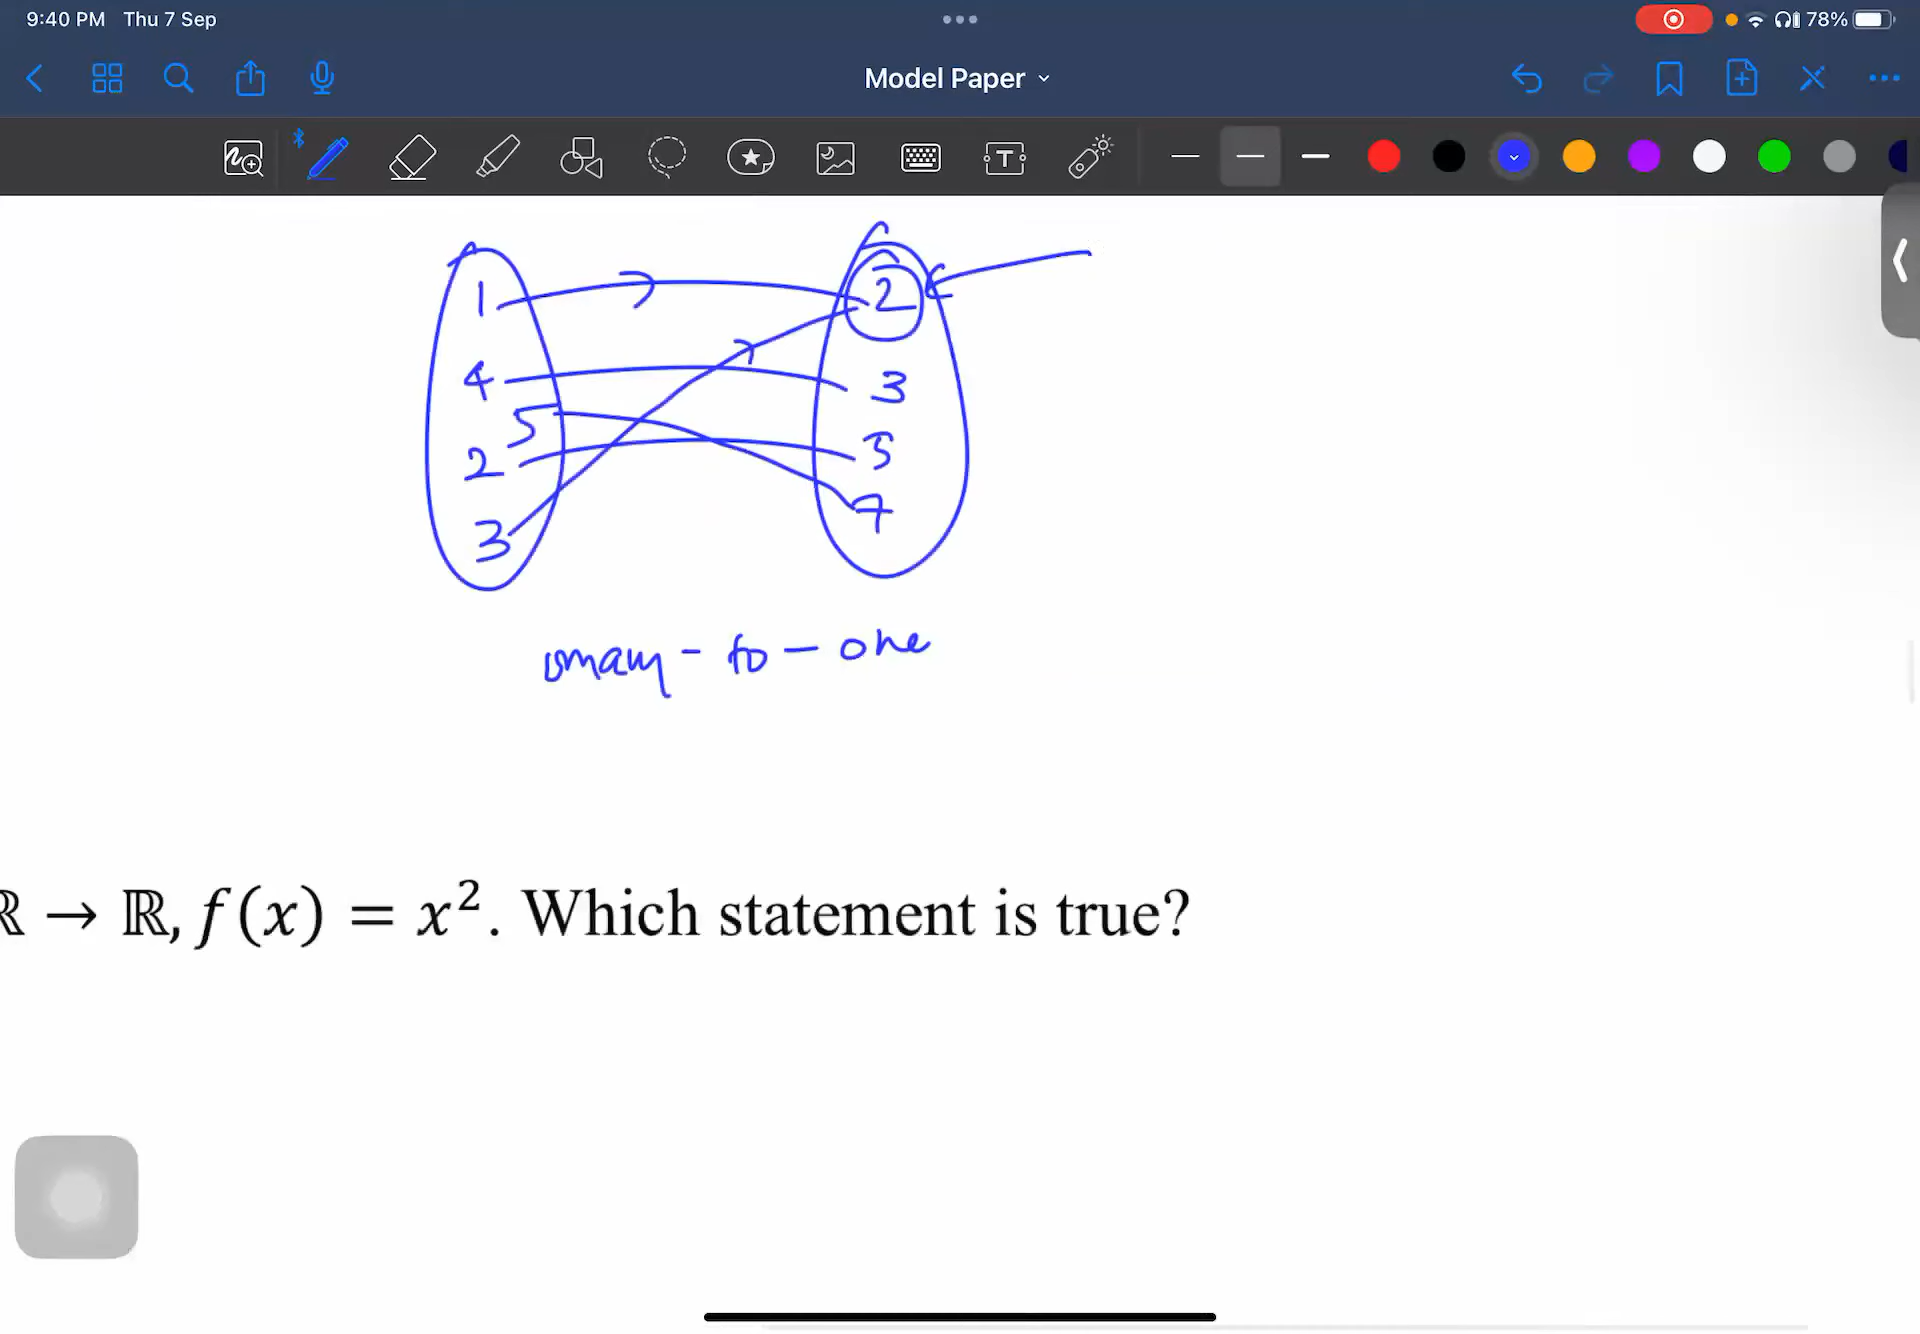 9:40 PM Thu 7 Sep
78%
Model Paper
T
1 2
4 3
5
2 5
3 7
many - to - one
ℝ → ℝ, f(x) = x². Which statement is true?